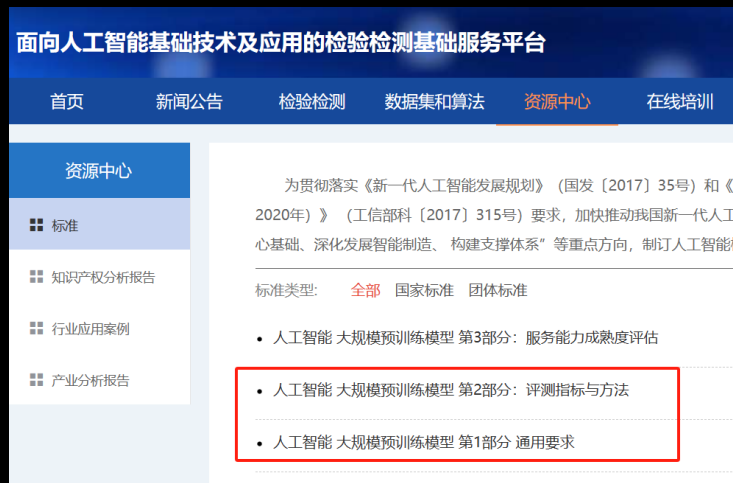 面向人工智能基础技术及应用的检验检测基础服务平台
首页 新闻公告 检验检测 数据集和算法 资源中心 在线培训
资源中心
标准
知识产权分析报告
行业应用案例
产业分析报告
为贯彻落实《新一代人工智能发展规划》（国发〔2017〕35号）和《
2020年）》（工信部科〔2017〕315号）要求，加快推动我国新一代人工
心基础、深化发展智能制造、 构建支撑体系”等重点方向，制订人工智能
标准类型: 全部 国家标准 团体标准
• 人工智能 大规模预训练模型 第3部分：服务能力成熟度评估
• 人工智能 大规模预训练模型 第2部分：评测指标与方法
• 人工智能 大规模预训练模型 第1部分 通用要求